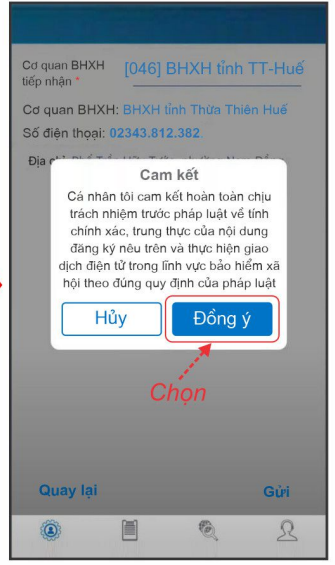 Cơ quan BHXH
tiếp nhận *
[046] BHXH tỉnh TT-Huế
Cơ quan BHXH: BHXH tỉnh Thừa Thiên Huế
Số điện thoại: 02343.812.382.
Địa
Cam kết
Cá nhân tôi cam kết hoàn toàn chịu
trách nhiệm trước pháp luật về tính
chính xác, trung thực của nội dung
đăng ký nêu trên và thực hiện giao
dịch điện tử trong lĩnh vực bảo hiểm xã
hội theo đúng quy định của pháp luật
Hủy
Đồng ý
Chọn
Quay lại
Gửi